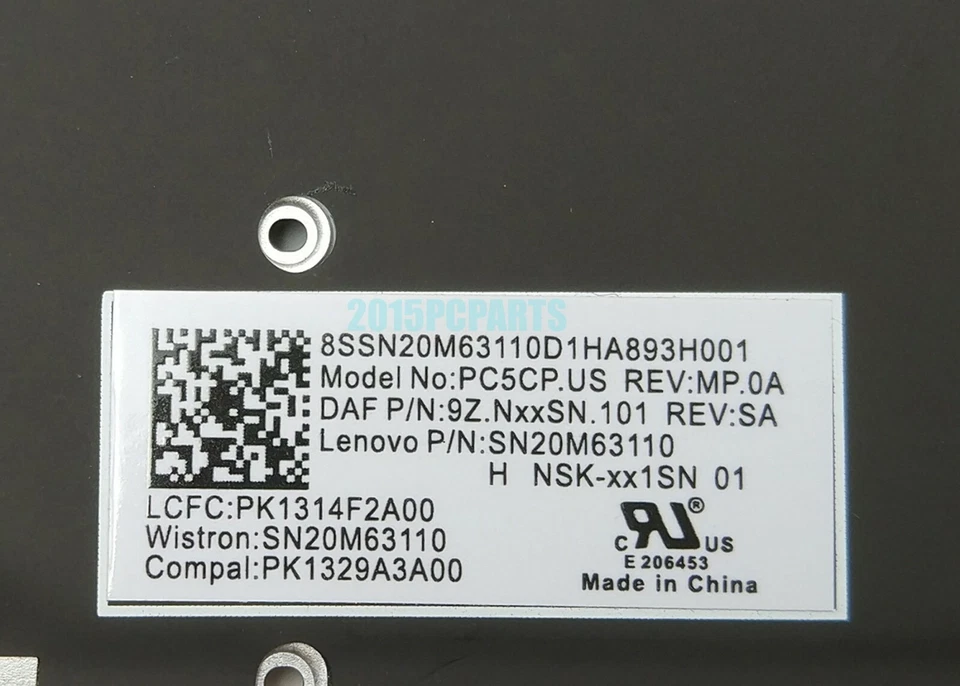 2015PCPARTS
8SSN20M63110D1HA893H001
Model No:PC5CP.US REV:MP.0A
DAF P/N:9Z.NxxSN.101 REV:SA
Lenovo P/N:SN20M63110
H NSK-xx1SN 01
LCFC:PK1314F2A00
Wistron:SN20M63110
Compal:PK1329A3A00
c RU® US
E 206453
Made in China